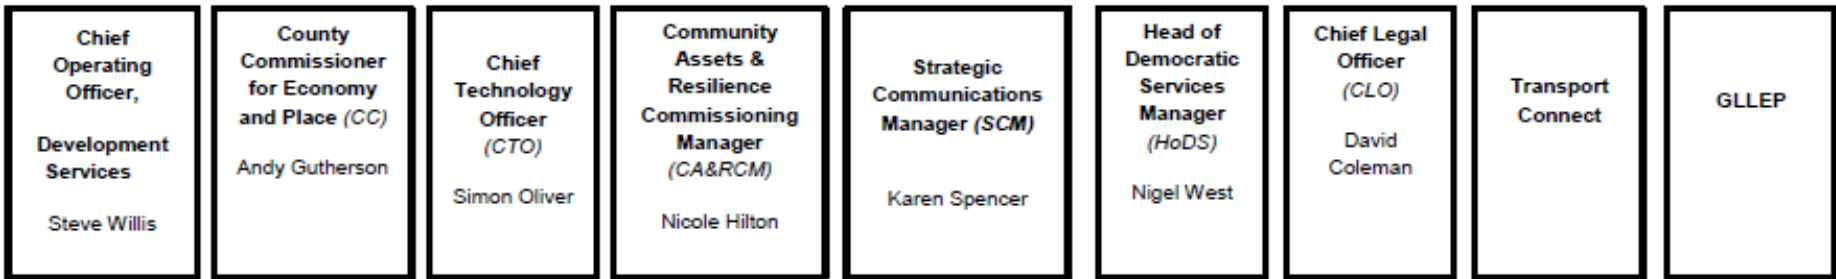 Chief
Operating
Officer,
Development
Services
Steve Willis
County
Commissioner
for Economy
and Place (CC)
Andy Gutherson
Chief
Technology
Officer
(CTO)
Simon Oliver
Community
Assets &
Resilience
Commissioning
Manager
(CA&RCM)
Nicole Hilton
Strategic
Communications
Manager (SCM)
Karen Spencer
Head of
Democratic
Services
Manager
(HoDS)
Nigel West
Chief Legal
Officer
(CLO)
David
Coleman
Transport
Connect
GLLEP